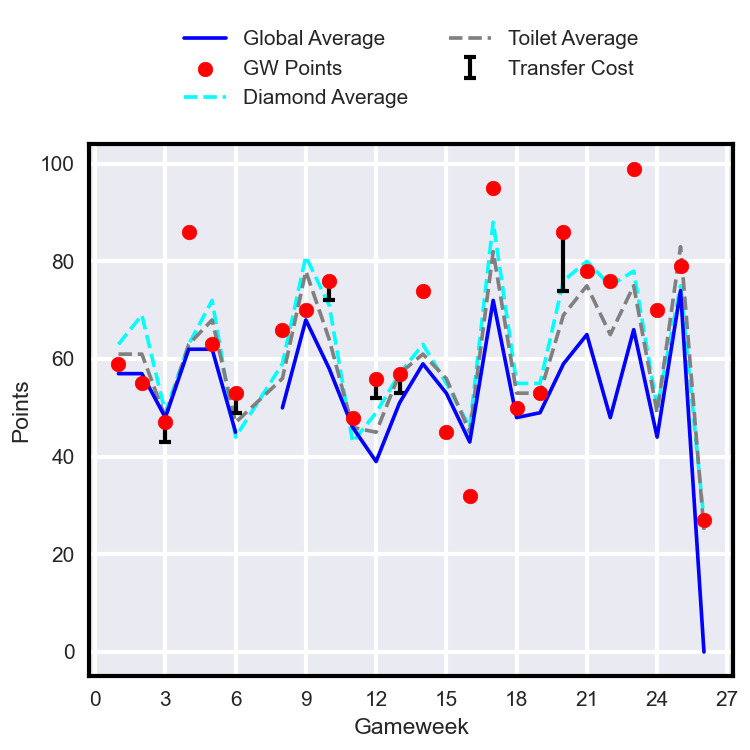 Global Average
GW Points
Diamond Average
Toilet Average
Transfer Cost
Points
100
80
60
40
20
0
0 3 6 9 12 15 18 21 24 27
Gameweek